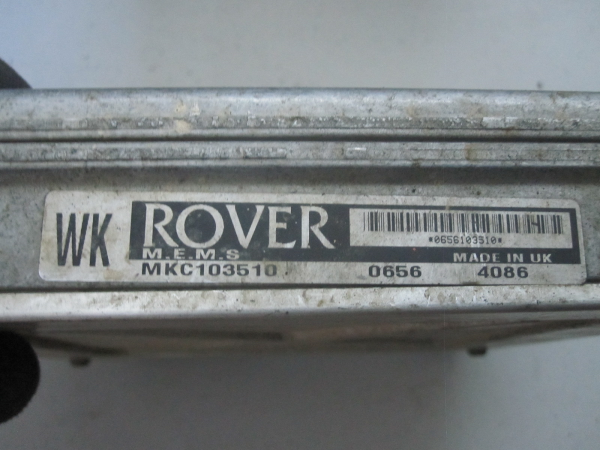 WK ROVER
*0656103510*
M.E.M.S MADE IN UK
MKC103510 0656 4086